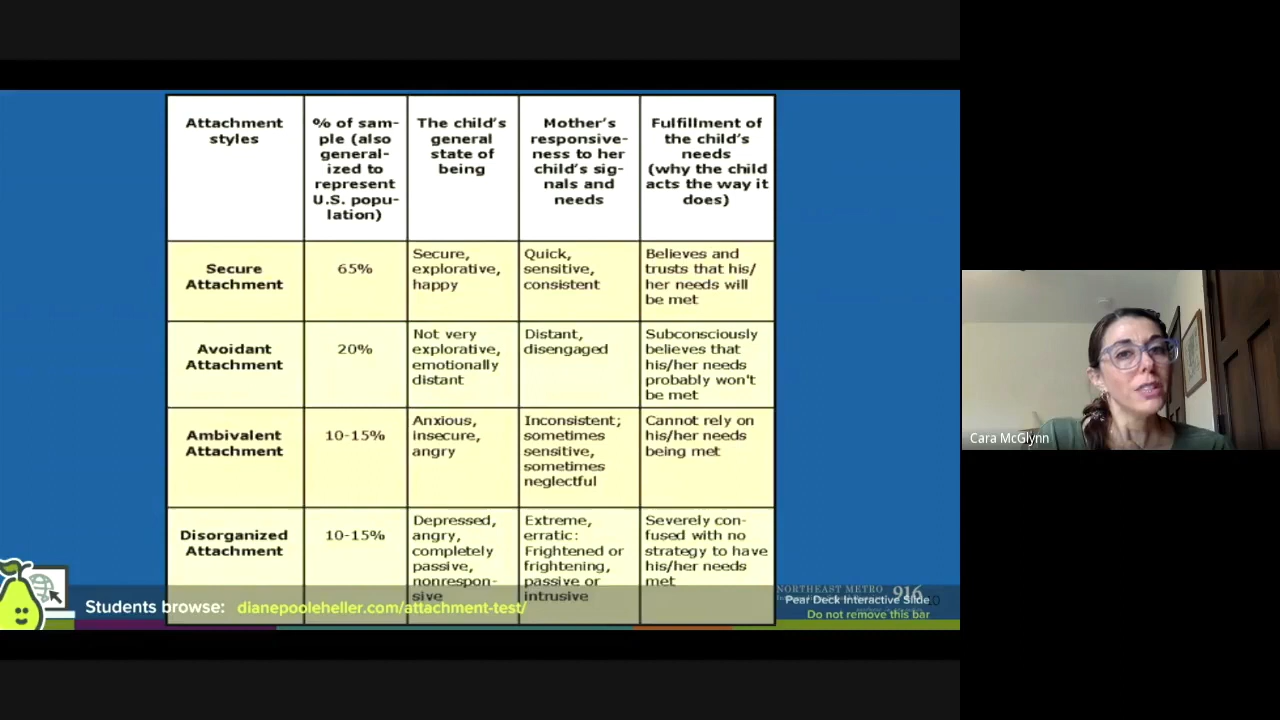 Attachment
styles
% of sam-
ple (also
general-
ized to
represent
U.S. popu-
lation)
The child's
general
state of
being
Mother's
responsive-
ness to her
child's sig-
nals and
needs
Fulfillment of
the child's
needs
(why the child
acts the way it
does)
Secure
Attachment
65%
Secure,
explorative,
happy
Quick,
sensitive,
consistent
Believes and
trusts that his/
her needs will
be met
Avoidant
Attachment
20%
Not very
explorative,
emotionally
distant
Distant,
disengaged
Subconsciously
believes that
his/her needs
probably won't
be met
Ambivalent
Attachment
10-15%
Anxious,
insecure,
angry
Inconsistent;
sometimes
sensitive,
sometimes
neglectful
Cannot rely on
his/her needs
being met
Disorganized
Attachment
10-15%
Depressed,
angry,
completely
passive,
nonrespon-
sive
Extreme,
erratic:
Frightened or
frightening,
passive or
intrusive
Severely con-
fused with no
strategy to have
his/her needs
met
Students browse: dianepooleheller.com/attachment-test/
NORTHEAST METRO 916
Pear Deck Interactive Slide
Do not remove this bar
Cara McGlynn